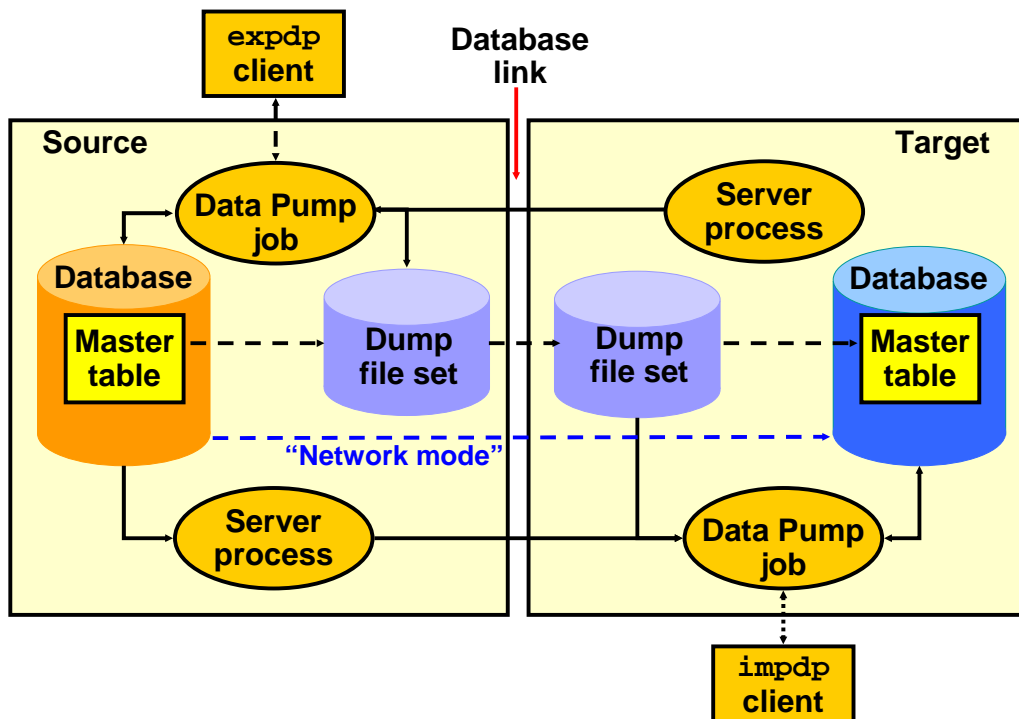 expdp
client
Database
link
Source
Target
Data Pump
job
Server
process
Database
Master
table
Dump
file set
Dump
file set
Database
Master
table
“Network mode”
Server
process
Data Pump
job
impdp
client